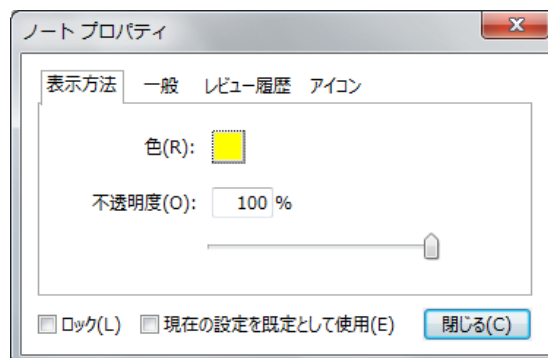 ノート プロパティ
表示方法 一般 レビュー履歴 アイコン
色(R):
不透明度(O): 100 %
ロック(L) 現在の設定を既定として使用(E) 閉じる(C)